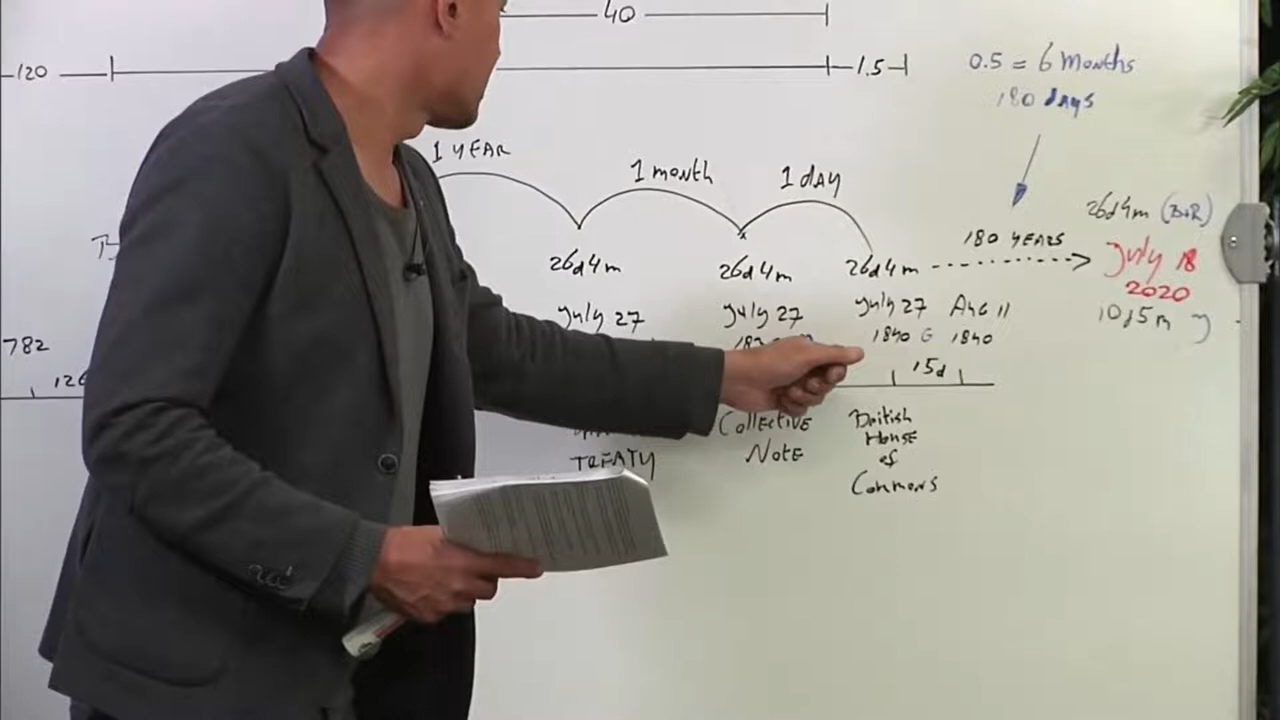 40
120
1.5
0.5 = 6 Months
180 days
1 YEAR
1 month
1 DAY
180 YEARS
26d4m (B+R)
July 18
2020
10d5m
26d4m
26d4m
26d4m
July 27
July 27
July 27 AUG 11
1840 G 1840
15d
782
126
TREATY
Collective
Note
British
House
of
Commons